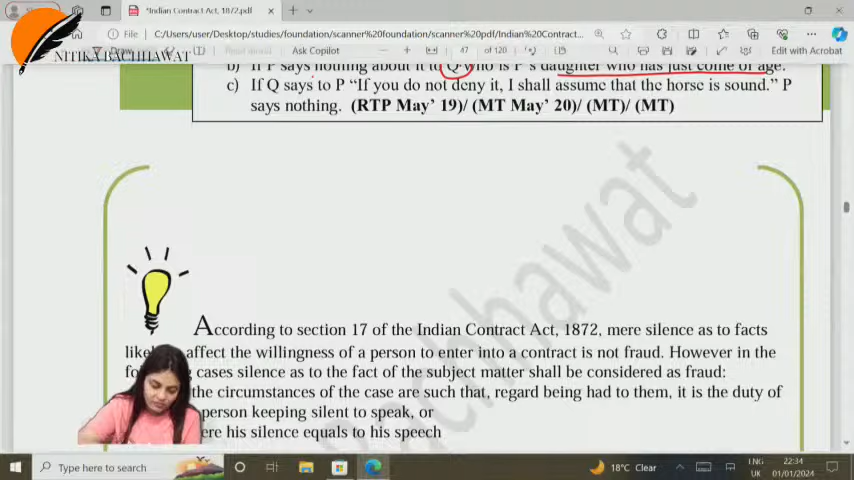 *Indian Contract Act, 1872.pdf
File
C:/Users/user/Desktop/studies/foundation/scanner%20foundation/scanner%20pdf/Indian%20Contract...
Draw
Ask Copilot
47 of 120
Edit with Acrobat
NITIKA BACHHAWAT
b) If P says nothing about it to Q who is P's daughter who has just come of age.
c) If Q says to P "If you do not deny it, I shall assume that the horse is sound." P
says nothing. (RTP May' 19)/ (MT May' 20)/ (MT)/ (MT)
According to section 17 of the Indian Contract Act, 1872, mere silence as to facts
affect the willingness of a person to enter into a contract is not fraud. However in the
cases silence as to the fact of the subject matter shall be considered as fraud:
the circumstances of the case are such that, regard being had to them, it is the duty of
person keeping silent to speak, or
his silence equals to his speech
Type here to search
18°C Clear
ENG
UK
22:34
01/01/2024